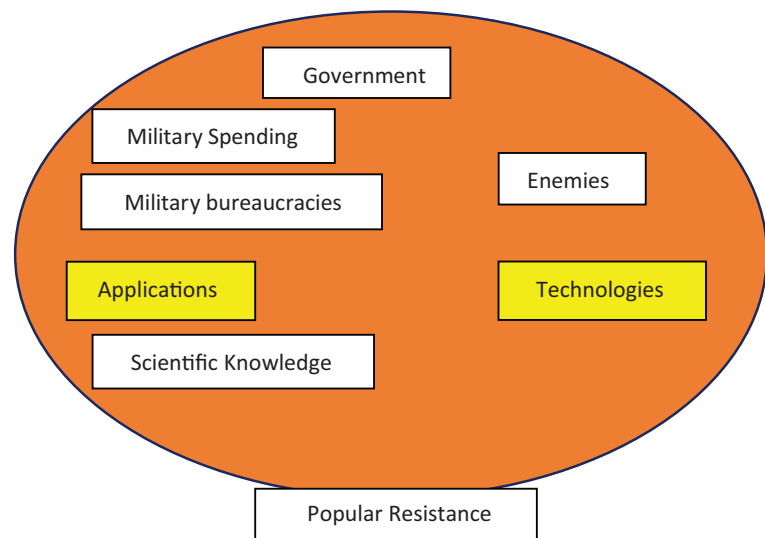 Government
Military Spending
Enemies
Military bureaucracies
Applications
Technologies
Scientific Knowledge
Popular Resistance